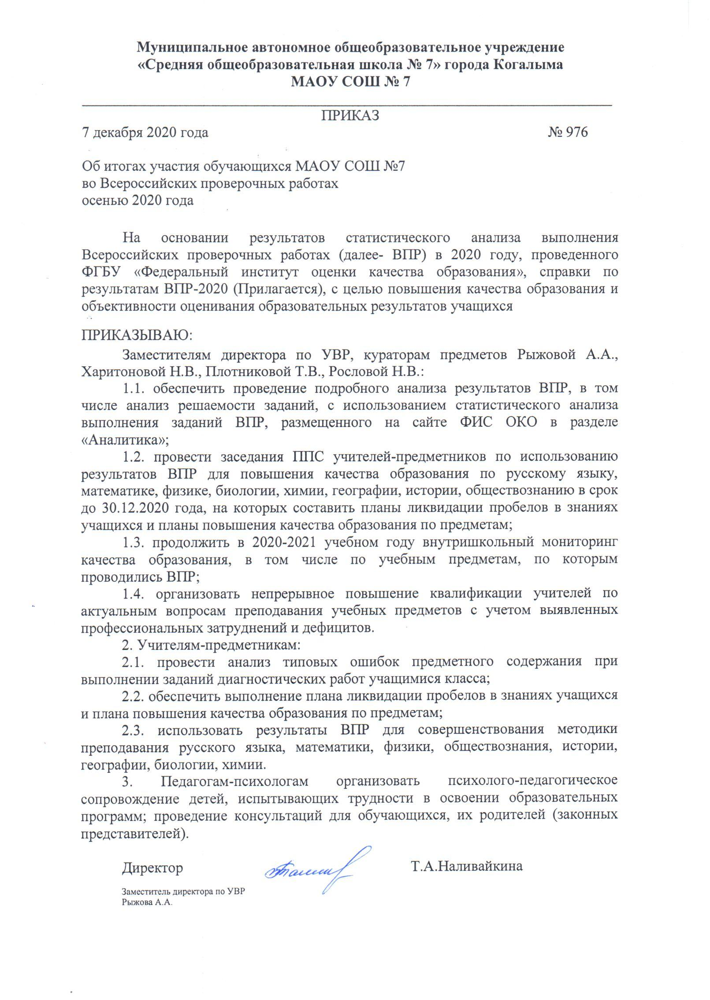 Муниципальное автономное общеобразовательное учреждение
«Средняя общеобразовательная школа № 7» города Когалыма
МАОУ СОШ № 7
ПРИКАЗ
7 декабря 2020 года № 976
Об итогах участия обучающихся МАОУ СОШ №7
во Всероссийских проверочных работах
осенью 2020 года
На основании результатов статистического анализа выполнения
Всероссийских проверочных работах (далее- ВПР) в 2020 году, проведенного
ФГБУ «Федеральный институт оценки качества образования», справки по
результатам ВПР-2020 (Прилагается), с целью повышения качества образования и
объективности оценивания образовательных результатов учащихся
ПРИКАЗЫВАЮ:
Заместителям директора по УВР, кураторам предметов Рыжовой А.А.,
Харитоновой Н.В., Плотниковой Т.В., Рословой Н.В.:
1.1. обеспечить проведение подробного анализа результатов ВПР, в том
числе анализ решаемости заданий, с использованием статистического анализа
выполнения заданий ВПР, размещенного на сайте ФИС ОКО в разделе
«Аналитика»;
1.2. провести заседания ППС учителей-предметников по использованию
результатов ВПР для повышения качества образования по русскому языку,
математике, физике, биологии, химии, географии, истории, обществознанию в срок
до 30.12.2020 года, на которых составить планы ликвидации пробелов в знаниях
учащихся и планы повышения качества образования по предметам;
1.3. продолжить в 2020-2021 учебном году внутришкольный мониторинг
качества образования, в том числе по учебным предметам, по которым
проводились ВПР;
1.4. организовать непрерывное повышение квалификации учителей по
актуальным вопросам преподавания учебных предметов с учетом выявленных
профессиональных затруднений и дефицитов.
2. Учителям-предметникам:
2.1. провести анализ типовых ошибок предметного содержания при
выполнении заданий диагностических работ учащимися класса;
2.2. обеспечить выполнение плана ликвидации пробелов в знаниях учащихся
и плана повышения качества образования по предметам;
2.3. использовать результаты ВПР для совершенствования методики
преподавания русского языка, математики, физики, обществознания, истории,
географии, биологии, химии.
3. Педагогам-психологам организовать психолого-педагогическое
сопровождение детей, испытывающих трудности в освоении образовательных
программ; проведение консультаций для обучающихся, их родителей (законных
представителей).
Директор Т.А.Наливайкина
Заместитель директора по УВР
Рыжова А.А.